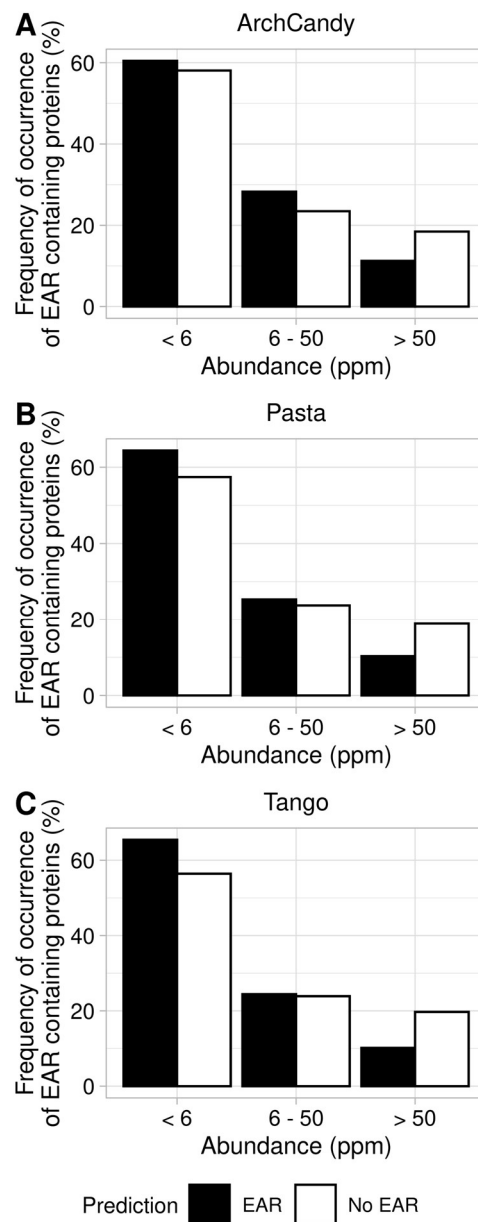 A
ArchCandy
Frequency of occurrence
of EAR containing proteins (%)
60
40
20
0
< 6
6 - 50
> 50
Abundance (ppm)
B
Pasta
Frequency of occurrence
of EAR containing proteins (%)
60
40
20
0
< 6
6 - 50
> 50
Abundance (ppm)
C
Tango
Frequency of occurrence
of EAR containing proteins (%)
60
40
20
0
< 6
6 - 50
> 50
Abundance (ppm)
Prediction EAR No EAR